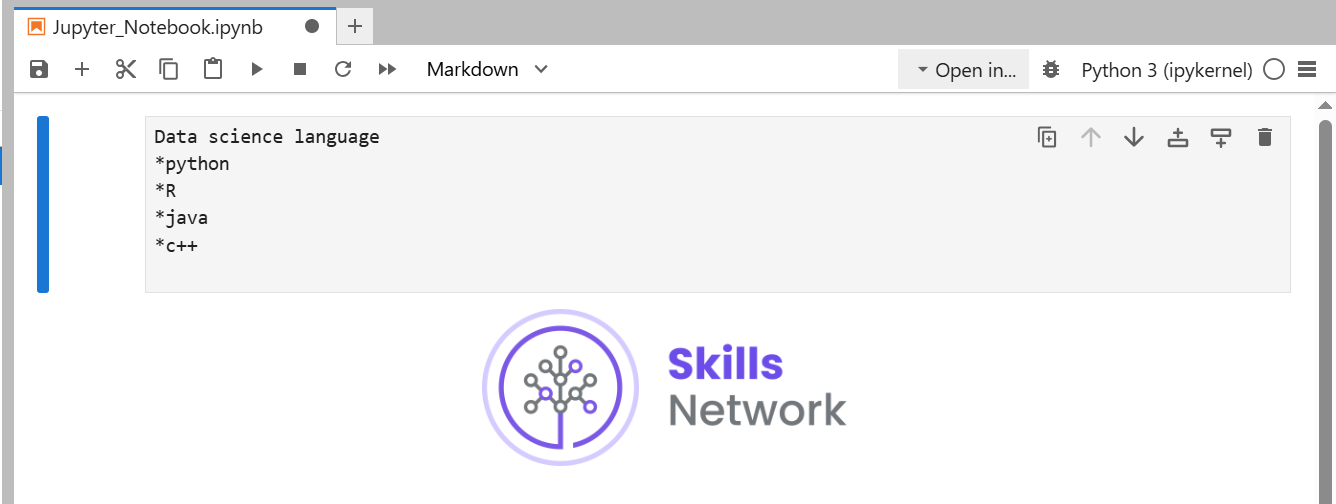 Jupyter_Notebook.ipynb
Markdown
Open in...
Python 3 (ipykernel)
Data science language
*python
*R
*java
*c++
Skills
Network